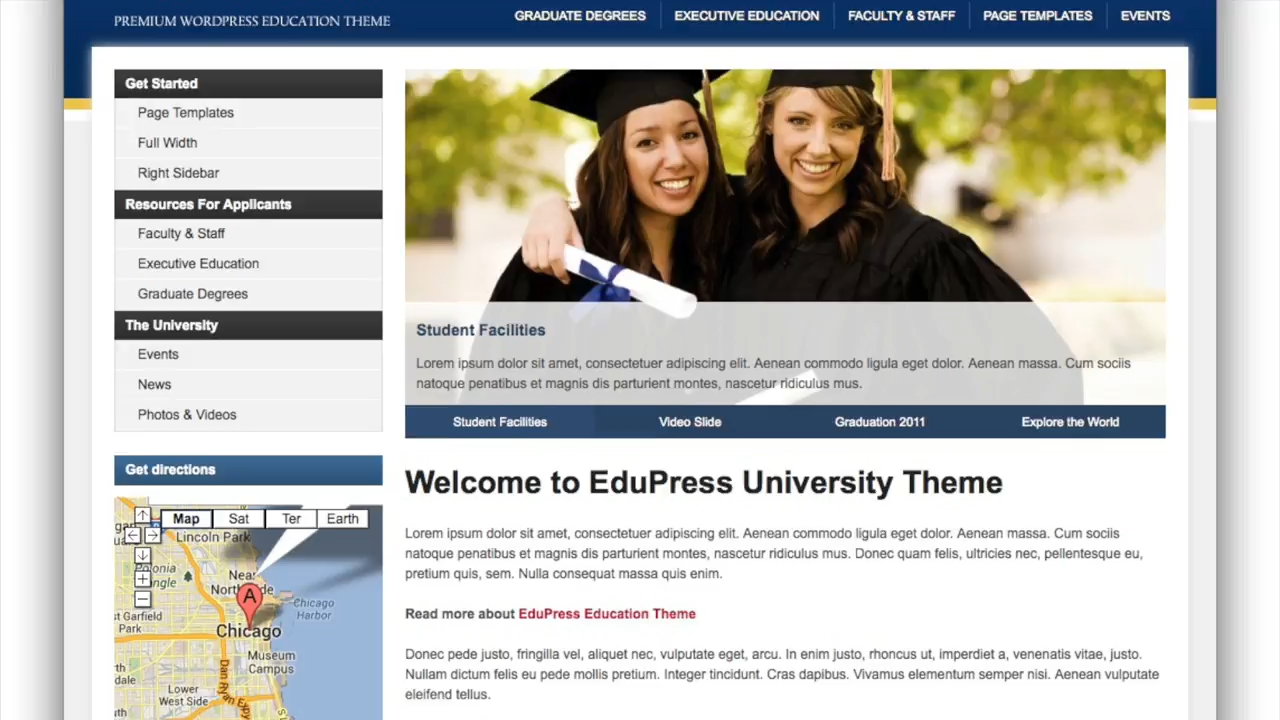 PREMIUM WORDPRESS EDUCATION THEME
GRADUATE DEGREES
EXECUTIVE EDUCATION
FACULTY & STAFF
PAGE TEMPLATES
EVENTS
Get Started
Page Templates
Full Width
Right Sidebar
Resources For Applicants
Faculty & Staff
Executive Education
Graduate Degrees
The University
Events
News
Photos & Videos
Student Facilities
Lorem ipsum dolor sit amet, consectetuer adipiscing elit. Aenean commodo ligula eget dolor. Aenean massa. Cum sociis
natoque penatibus et magnis dis parturient montes, nascetur ridiculus mus.
Student Facilities
Video Slide
Graduation 2011
Explore the World
Get directions
Map
Sat
Ter
Earth
Lincoln Park
A
Chicago
Harbor
Chicago
st Garfield
Park
Museum
Campus
Lower
West Side
Welcome to EduPress University Theme
Lorem ipsum dolor sit amet, consectetuer adipiscing elit. Aenean commodo ligula eget dolor. Aenean massa. Cum sociis
natoque penatibus et magnis dis parturient montes, nascetur ridiculus mus. Donec quam felis, ultricies nec, pellentesque eu,
pretium quis, sem. Nulla consequat massa quis enim.
Read more about EduPress Education Theme
Donec pede justo, fringilla vel, aliquet nec, vulputate eget, arcu. In enim justo, rhoncus ut, imperdiet a, venenatis vitae, justo.
Nullam dictum felis eu pede mollis pretium. Integer tincidunt. Cras dapibus. Vivamus elementum semper nisi. Aenean vulputate
eleifend tellus.